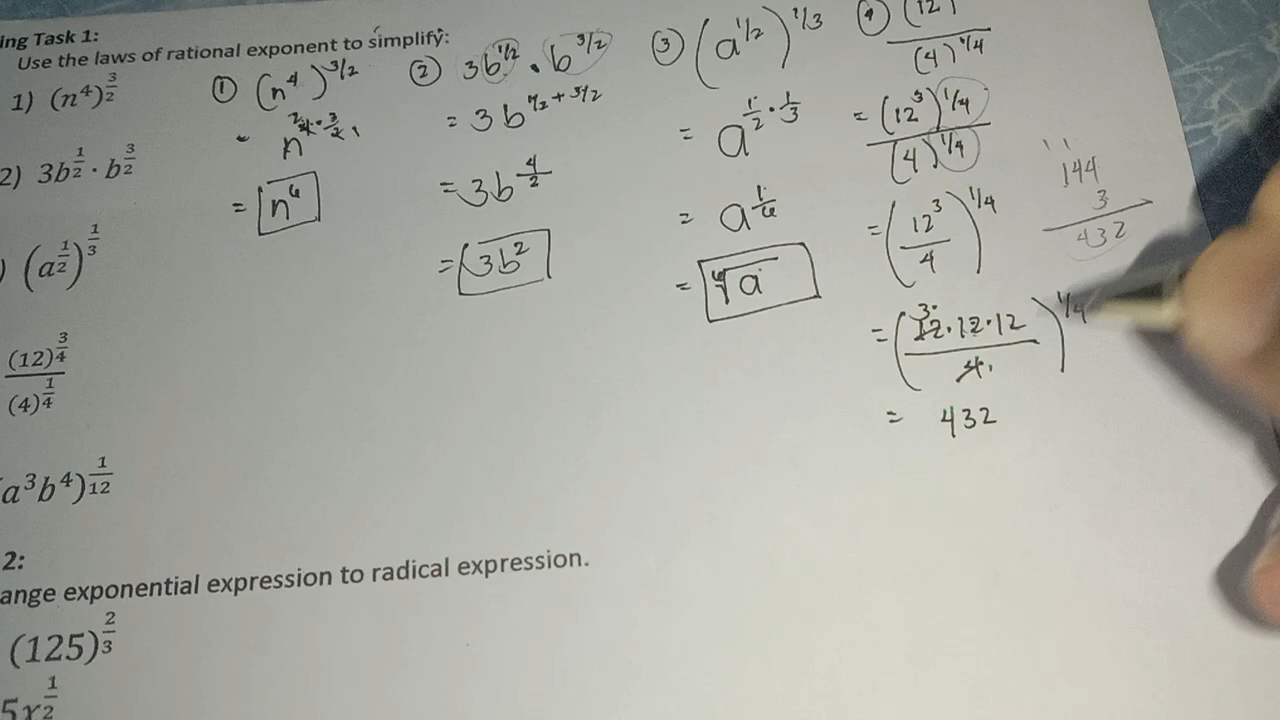 ing Task 1:
Use the laws of rational exponent to simplify:
1) (n⁴)^(3/2)
2) 3b^(1/2) · b^(3/2)
) (a^(1/2))^(1/3)
(12)^(3/4) / (4)^(1/4)
a³b⁴)^(1/12)
2:
ange exponential expression to radical expression.
(125)^(2/3)
5x^(1/2)
① (n⁴)^(3/2)
n^(4·3/2)
= n⁶
② 3b^(1/2) · b^(3/2)
= 3b^(1/2 + 3/2)
= 3b^(4/2)
= 3b²
③ (a^(1/2))^(1/3)
= a^(1/2 · 1/3)
= a^(1/6)
= ⁶√a
④ (12) / (4)^(1/4)
= (12³)^(1/4) / (4)^(1/4)
= (12³ / 4)^(1/4)
= (12·12·12 / 4)^(1/4)
= 432
144
3
432